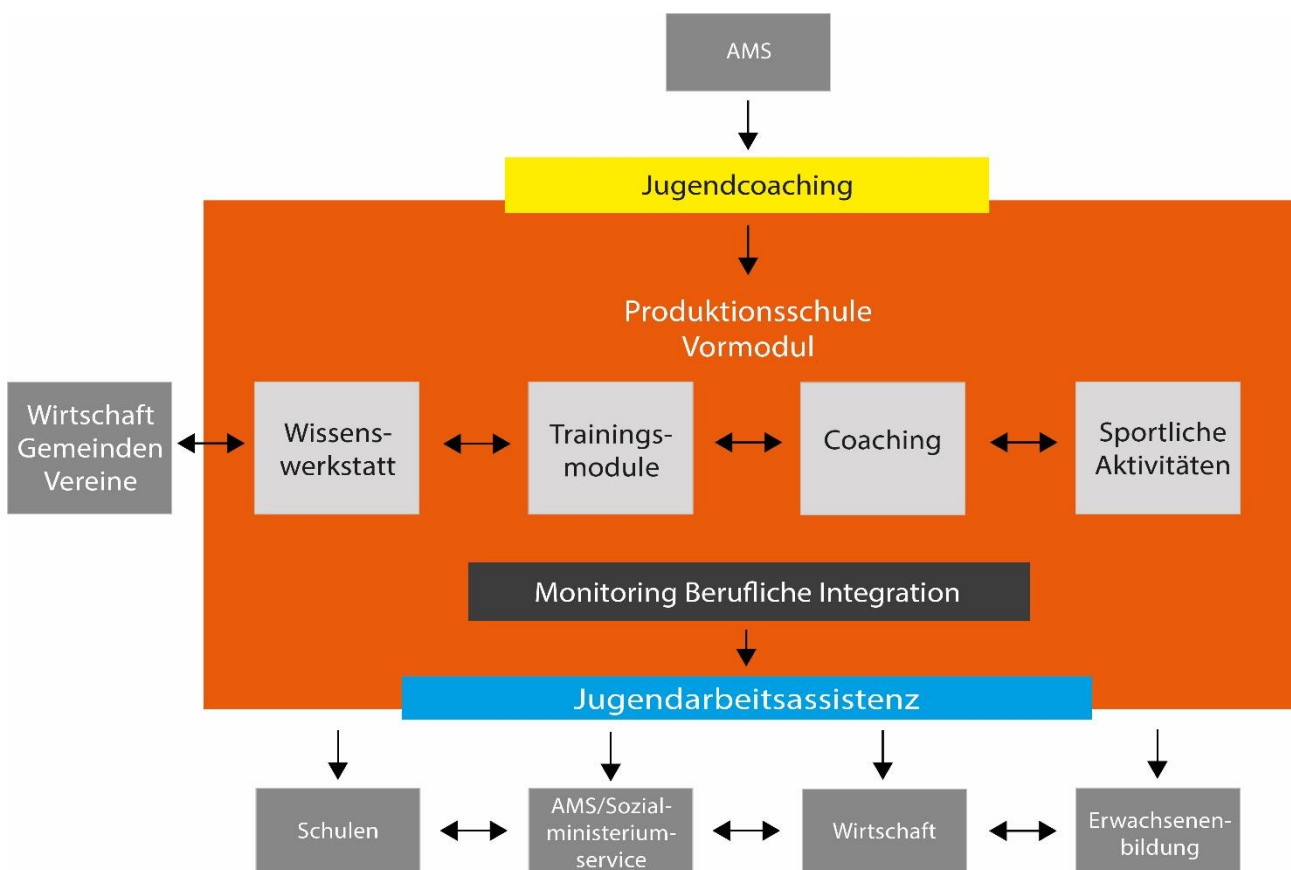 AMS
Jugendcoaching
Produktionsschule
Vormodul
Wirtschaft
Gemeinden
Vereine
Wissens-
werkstatt
Trainings-
module
Coaching
Sportliche
Aktivitäten
Monitoring Berufliche Integration
Jugendarbeitsassistenz
Schulen
AMS/Sozial-
ministerium-
service
Wirtschaft
Erwachsenen-
bildung